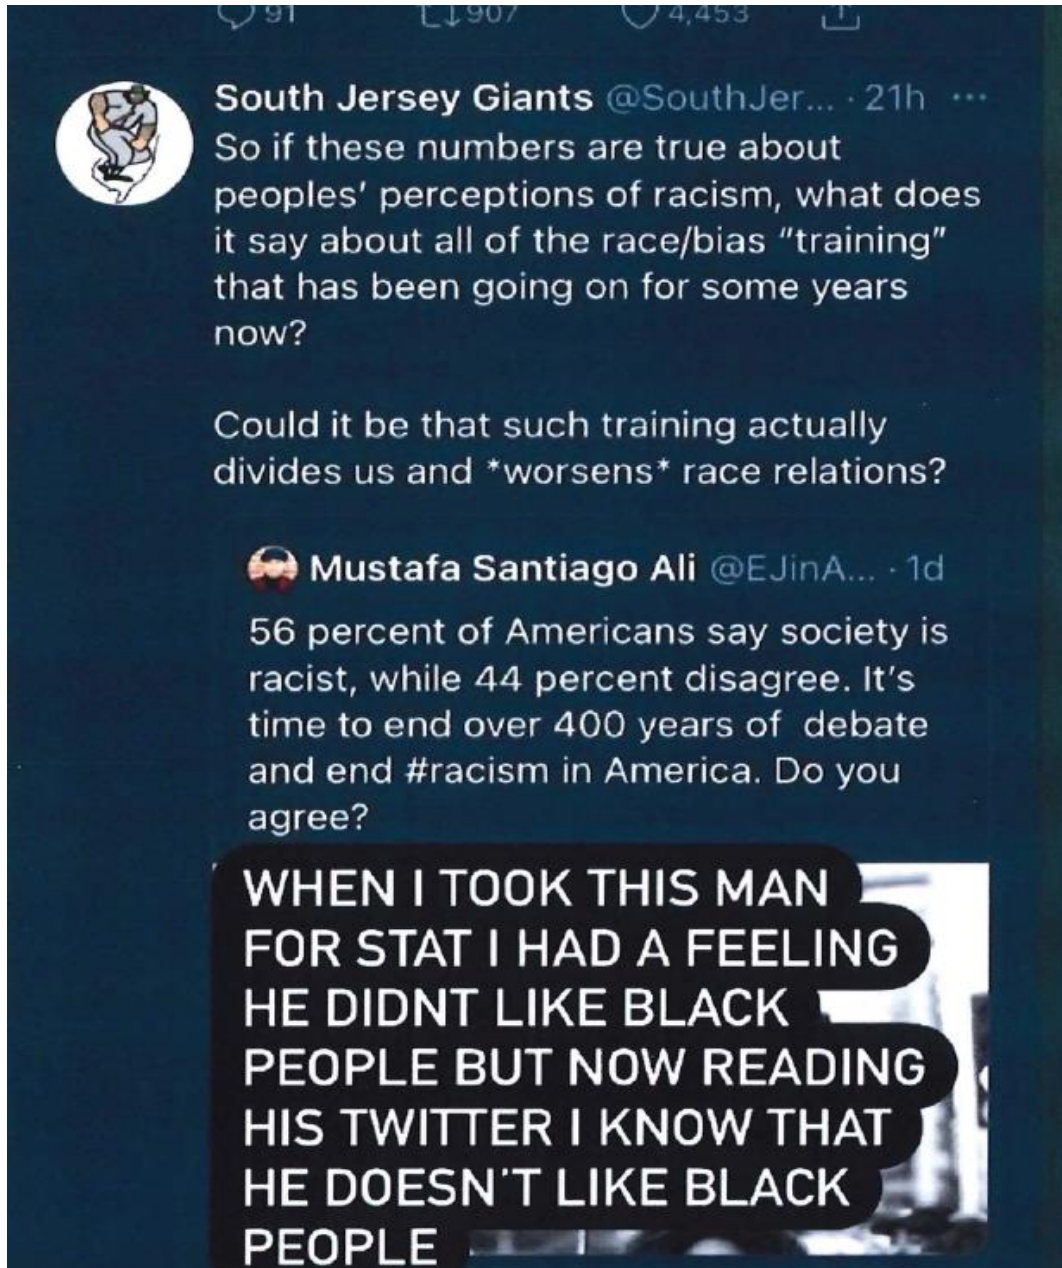 91 907 4,453
South Jersey Giants @SouthJer... · 21h ···
So if these numbers are true about
peoples' perceptions of racism, what does
it say about all of the race/bias "training"
that has been going on for some years
now?
Could it be that such training actually
divides us and *worsens* race relations?
Mustafa Santiago Ali @EJinA... · 1d
56 percent of Americans say society is
racist, while 44 percent disagree. It's
time to end over 400 years of debate
and end #racism in America. Do you
agree?
WHEN I TOOK THIS MAN
FOR STAT I HAD A FEELING
HE DIDNT LIKE BLACK
PEOPLE BUT NOW READING
HIS TWITTER I KNOW THAT
HE DOESN'T LIKE BLACK
PEOPLE